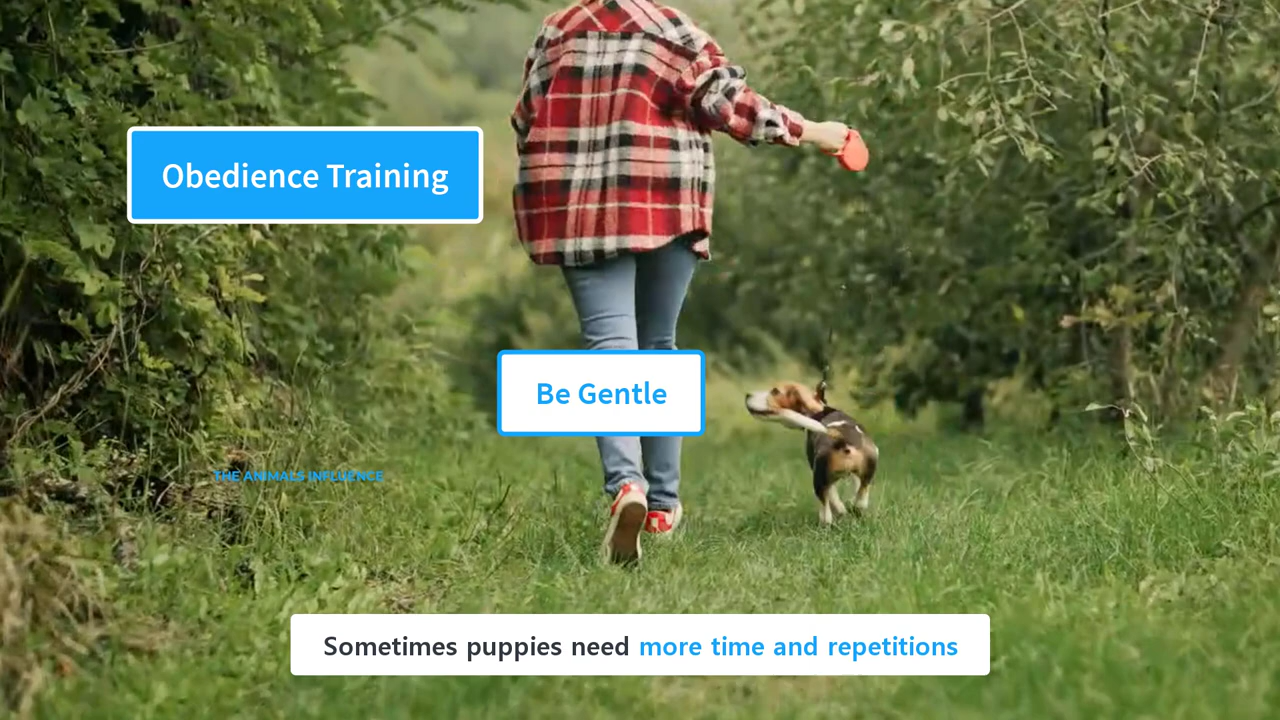 Obedience Training
Be Gentle
THE ANIMALS INFLUENCE
Sometimes puppies need more time and repetitions